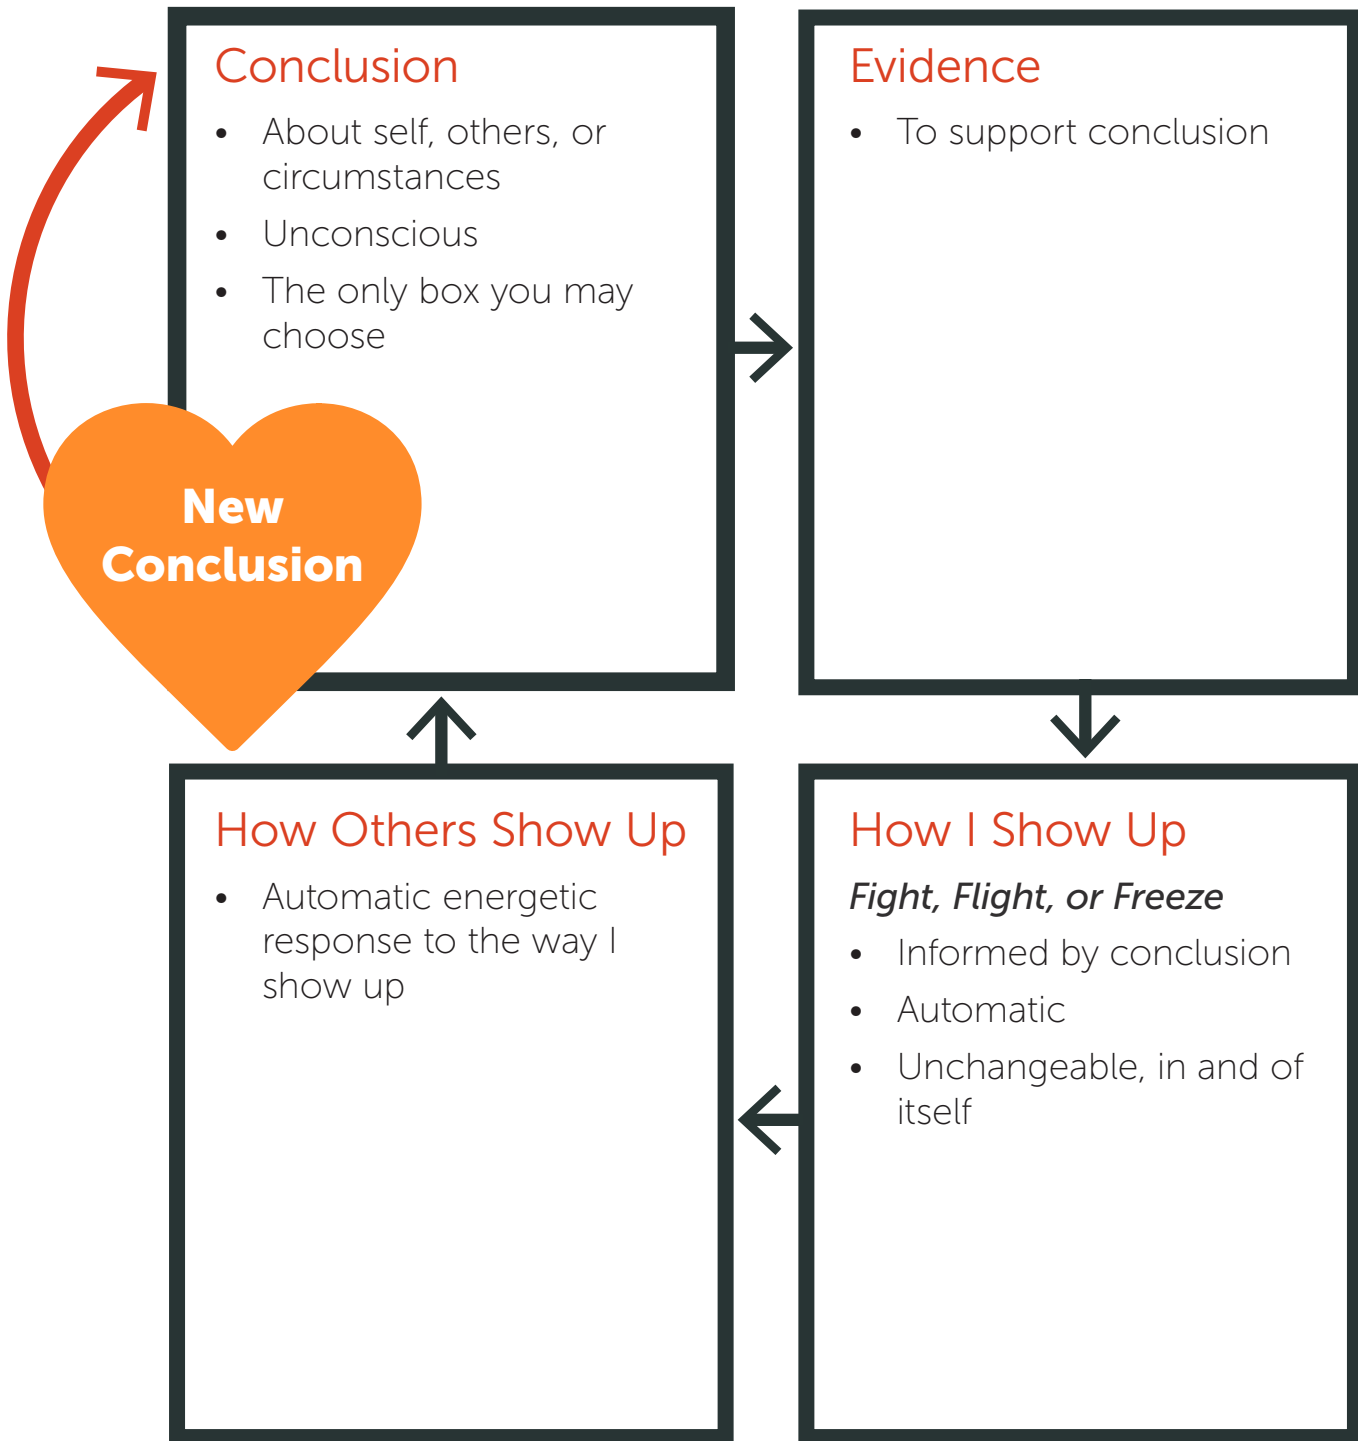 Conclusion
• About self, others, or
circumstances
• Unconscious
• The only box you may
choose
New
Conclusion
Evidence
• To support conclusion
How I Show Up
Fight, Flight, or Freeze
• Informed by conclusion
• Automatic
• Unchangeable, in and of
itself
How Others Show Up
• Automatic energetic
response to the way I
show up